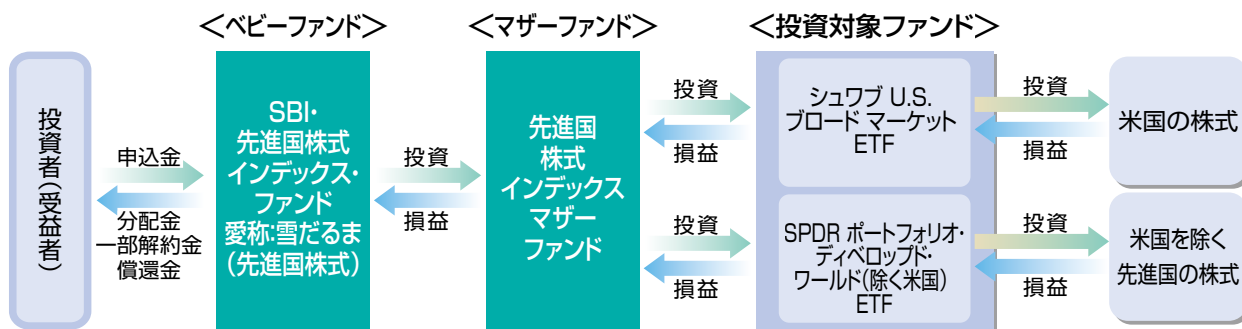 <ベビーファンド>
<マザーファンド>
<投資対象ファンド>
投資者(受益者)
申込金
分配金
一部解約金
償還金
SBI・
先進国株式
インデックス・
ファンド
愛称:雪だるま
(先進国株式)
投資
損益
先進国
株式
インデックス
マザー
ファンド
投資
損益
シュワブ U.S.
ブロード マーケット
ETF
投資
損益
米国の株式
投資
損益
SPDR ポートフォリオ・
ディベロップド・
ワールド(除く米国)
ETF
投資
損益
米国を除く
先進国の株式